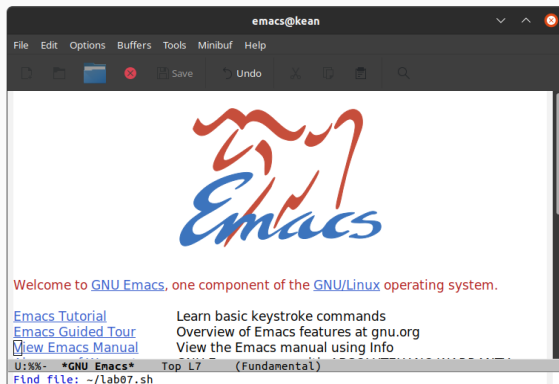 emacs@kean
File Edit Options Buffers Tools Minibuf Help
Save Undo
Emacs
Welcome to GNU Emacs, one component of the GNU/Linux operating system.
Emacs Tutorial Learn basic keystroke commands
Emacs Guided Tour Overview of Emacs features at gnu.org
View Emacs Manual View the Emacs manual using Info
U:%%- *GNU Emacs* Top L7 (Fundamental)
Find file: ~/lab07.sh